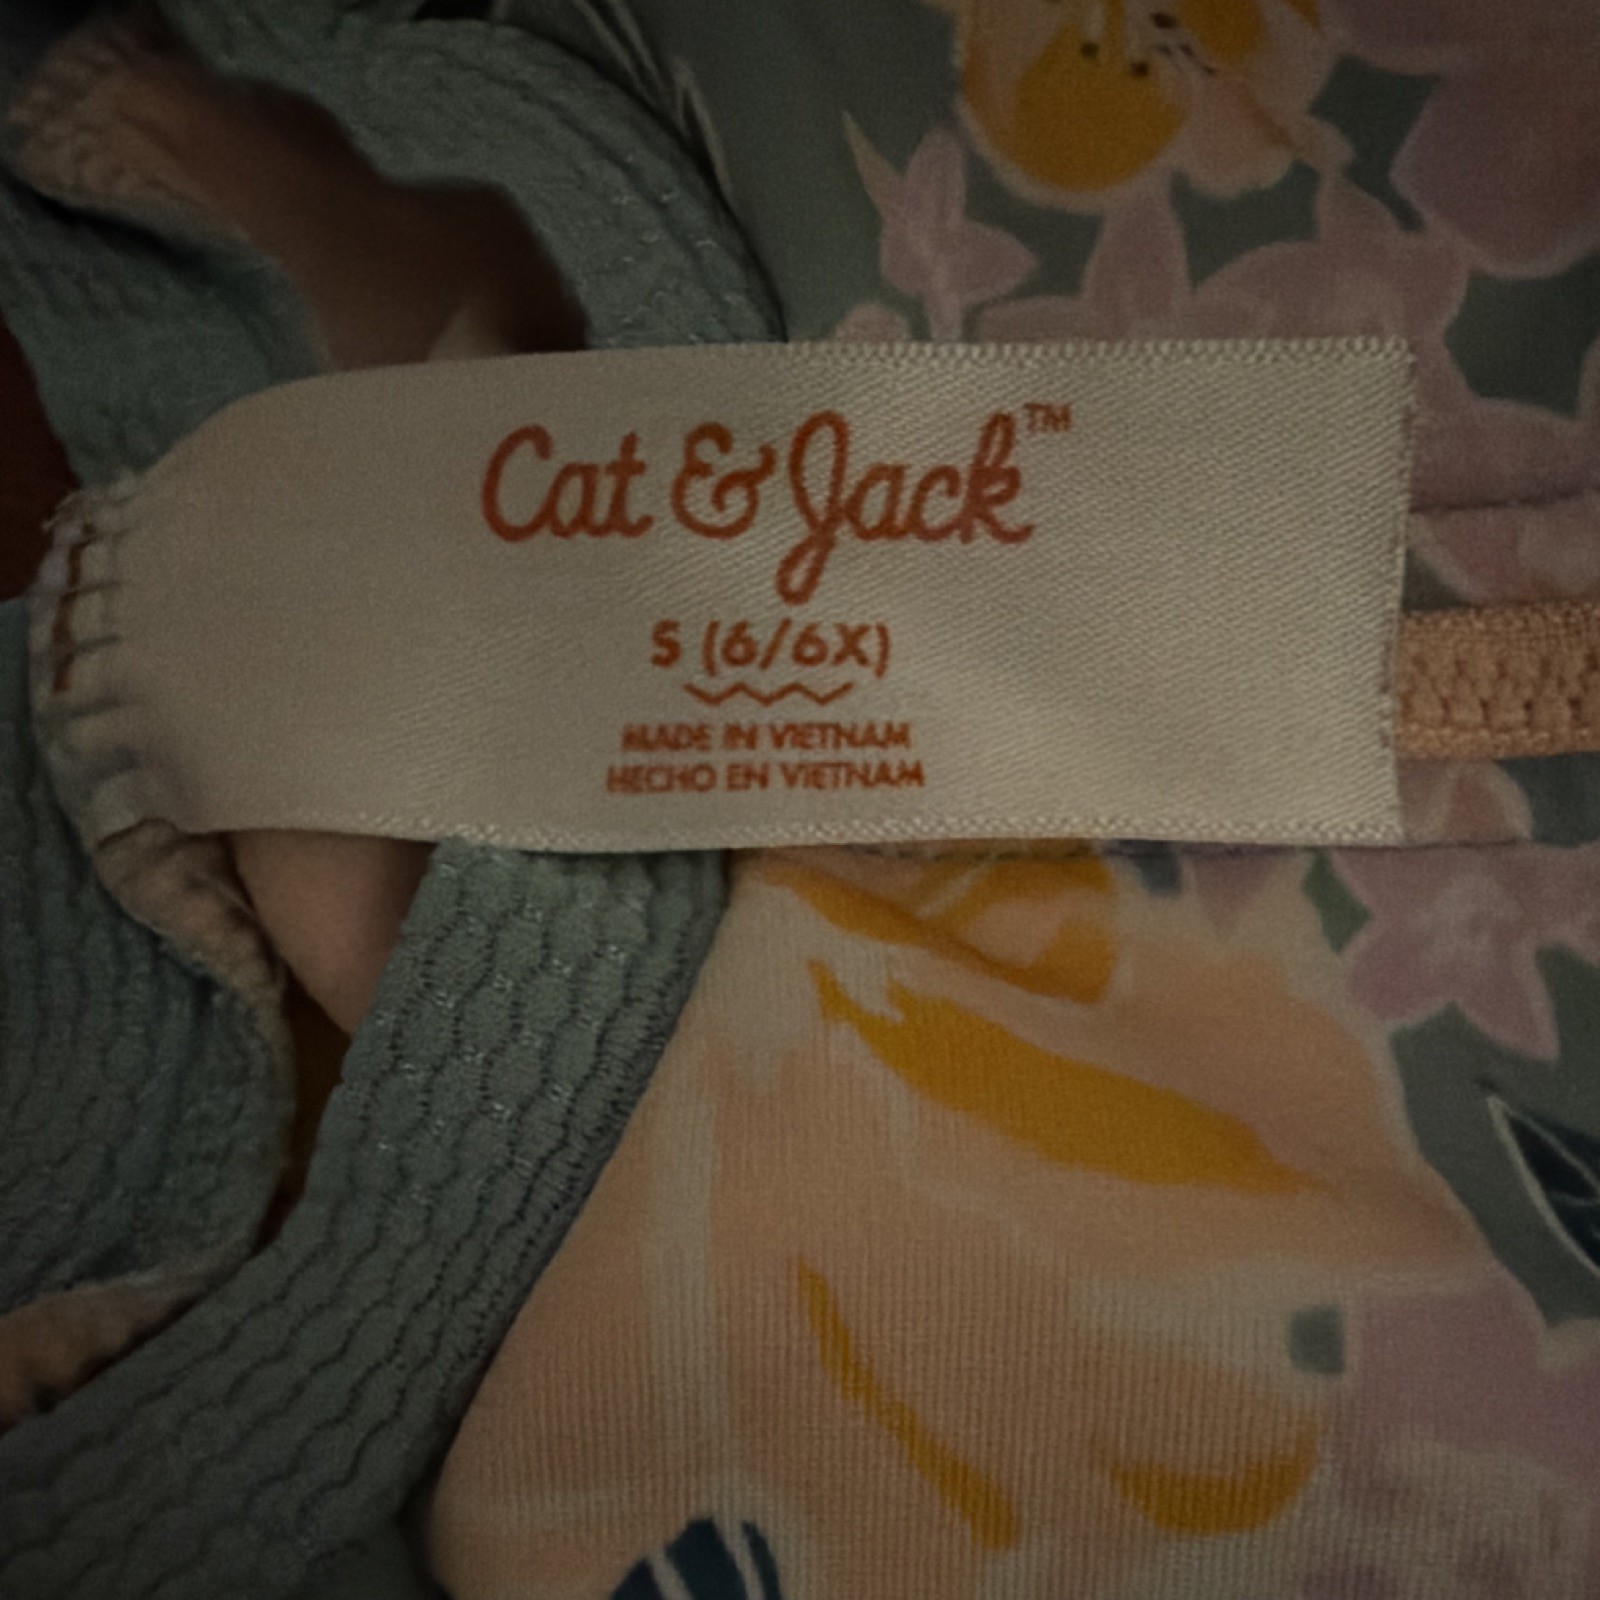 Cat & Jack™
S (6/6X)
MADE IN VIETNAM
HECHO EN VIETNAM